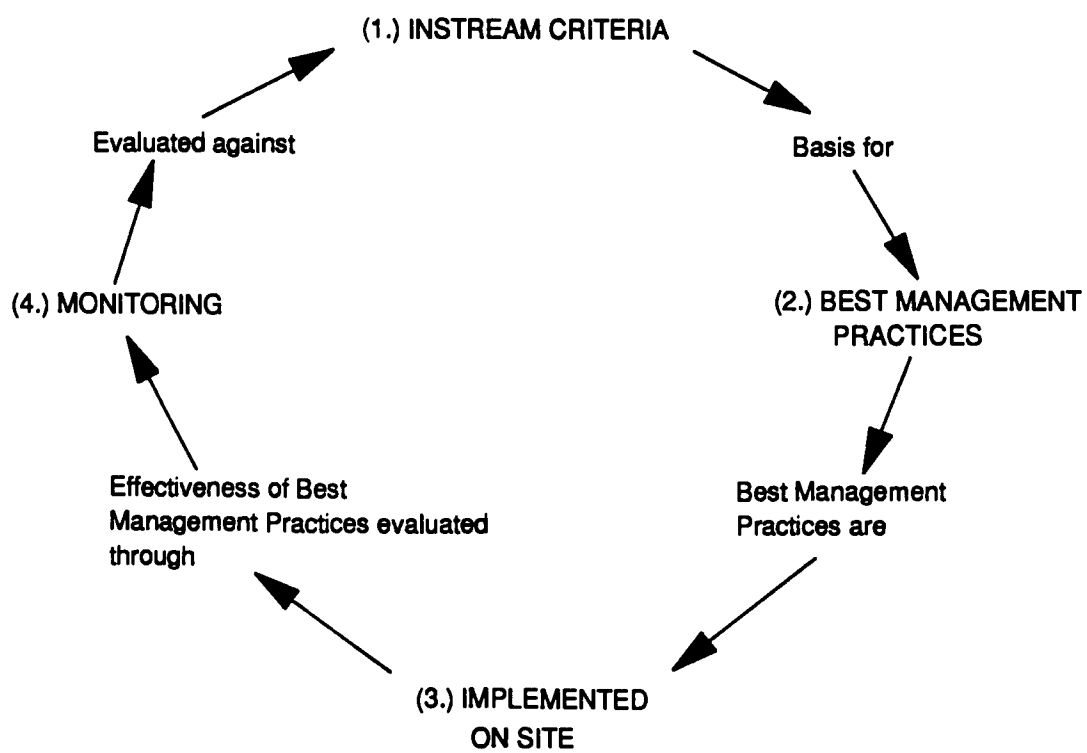 (1.) INSTREAM CRITERIA
Basis for
(2.) BEST MANAGEMENT
PRACTICES
Best Management
Practices are
(3.) IMPLEMENTED
ON SITE
Effectiveness of Best
Management Practices evaluated
through
(4.) MONITORING
Evaluated against